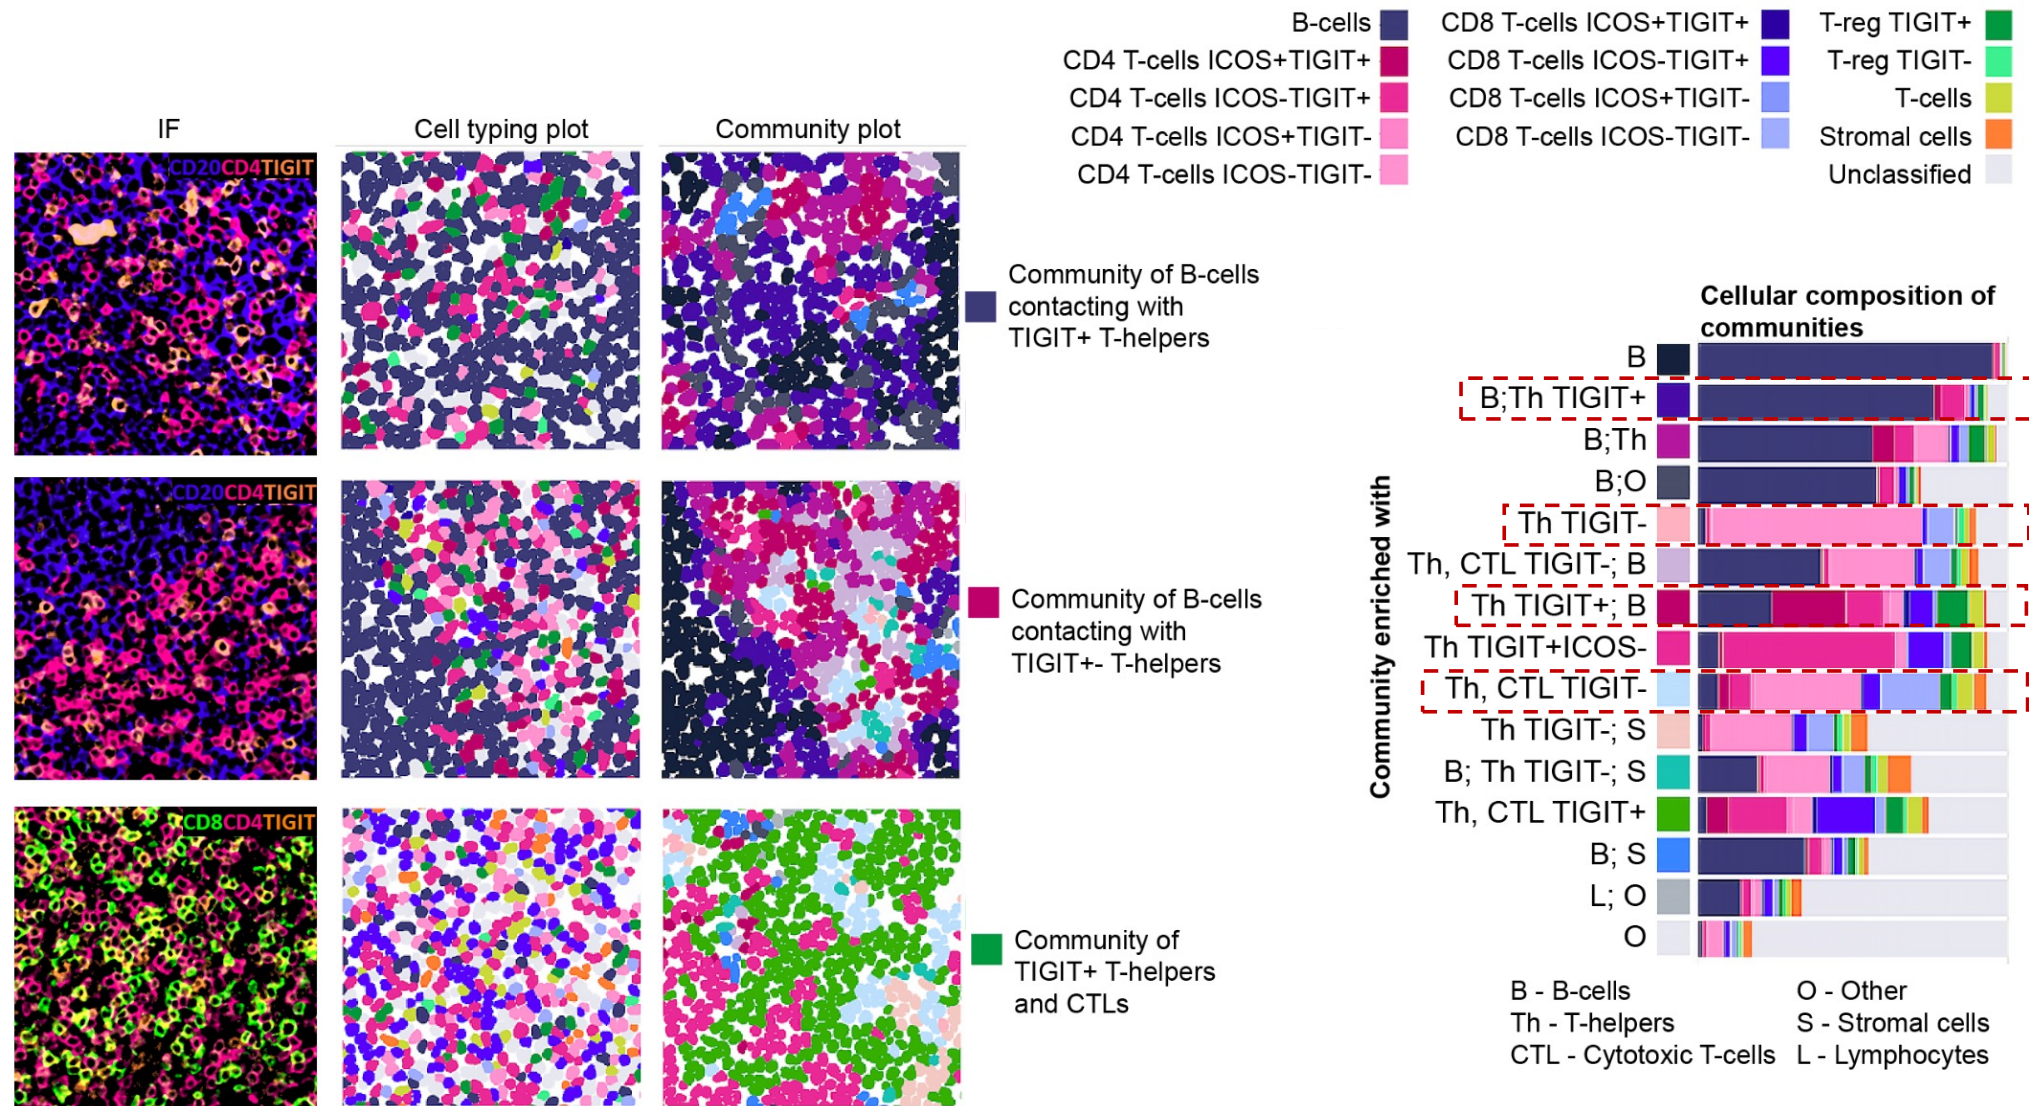 B-cells
CD4 T-cells ICOS+TIGIT+
CD4 T-cells ICOS-TIGIT+
CD4 T-cells ICOS+TIGIT-
CD4 T-cells ICOS-TIGIT-
CD8 T-cells ICOS+TIGIT+
CD8 T-cells ICOS-TIGIT+
CD8 T-cells ICOS+TIGIT-
CD8 T-cells ICOS-TIGIT-
T-reg TIGIT+
T-reg TIGIT-
T-cells
Stromal cells
Unclassified
IF
Cell typing plot
Community plot
CD20CD4TIGIT
Community of B-cells
contacting with
TIGIT+ T-helpers
CD20CD4TIGIT
Community of B-cells
contacting with
TIGIT+- T-helpers
CD8CD4TIGIT
Community of
TIGIT+ T-helpers
and CTLs
Cellular composition of
communities
Community enriched with
B
B;Th TIGIT+
B;Th
B;O
Th TIGIT-
Th, CTL TIGIT-; B
Th TIGIT+; B
Th TIGIT+ICOS-
Th, CTL TIGIT-
Th TIGIT-; S
B; Th TIGIT-; S
Th, CTL TIGIT+
B; S
L; O
O
B - B-cells
Th - T-helpers
CTL - Cytotoxic T-cells
O - Other
S - Stromal cells
L - Lymphocytes